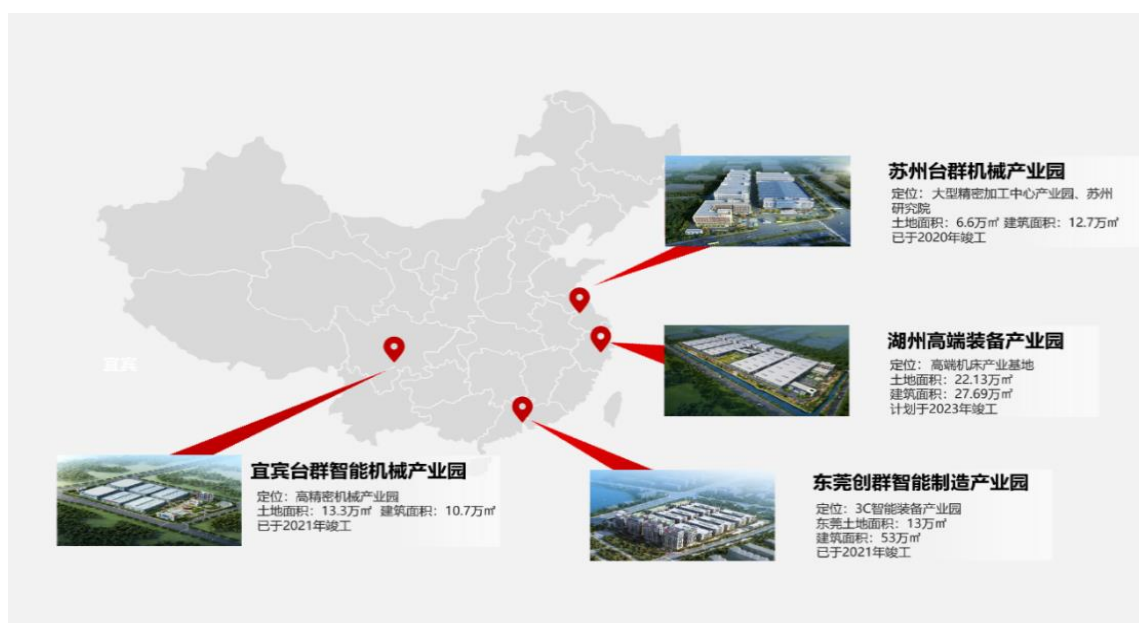 苏州台群机械产业园
定位：大型精密加工中心产业园、苏州
研究院
土地面积：6.6万㎡ 建筑面积：12.7万㎡
已于2020年竣工
湖州高端装备产业园
定位：高端机床产业基地
土地面积：22.13万㎡
建筑面积：27.69万㎡
计划于2023年竣工
宜宾
宜宾台群智能机械产业园
定位：高精密机械产业园
土地面积：13.3万㎡ 建筑面积：10.7万㎡
已于2021年竣工
东莞创群智能制造产业园
定位：3C智能装备产业园
东莞土地面积：13万㎡
建筑面积：53万㎡
已于2021年竣工